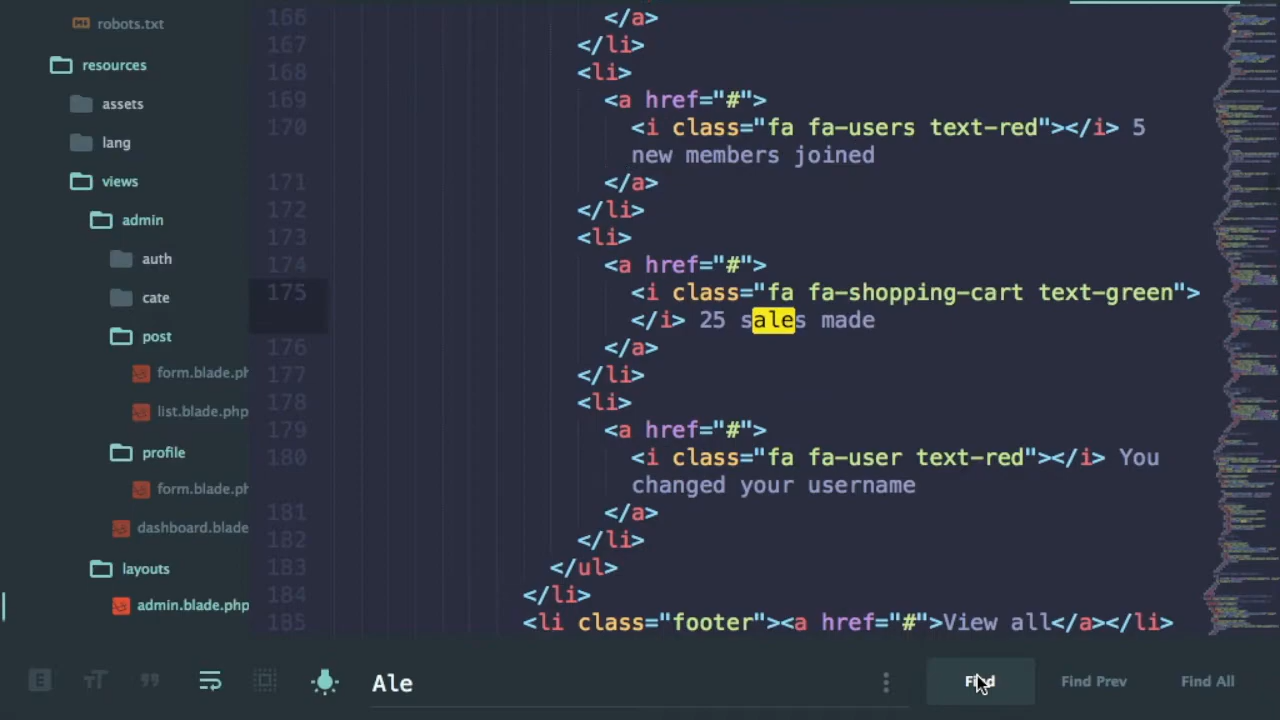 robots.txt
resources
assets
lang
views
admin
auth
cate
post
form.blade.ph
list.blade.php
profile
form.blade.ph
dashboard.blade
layouts
admin.blade.php
166 </a>
167 </li>
168 <li>
169 <a href="#">
170 <i class="fa fa-users text-red"></i> 5
new members joined
171 </a>
172 </li>
173 <li>
174 <a href="#">
175 <i class="fa fa-shopping-cart text-green">
</i> 25 sales made
176 </a>
177 </li>
178 <li>
179 <a href="#">
180 <i class="fa fa-user text-red"></i> You
changed your username
181 </a>
182 </li>
183 </ul>
184 </li>
185 <li class="footer"><a href="#">View all</a></li>
Ale
Find Find Prev Find All